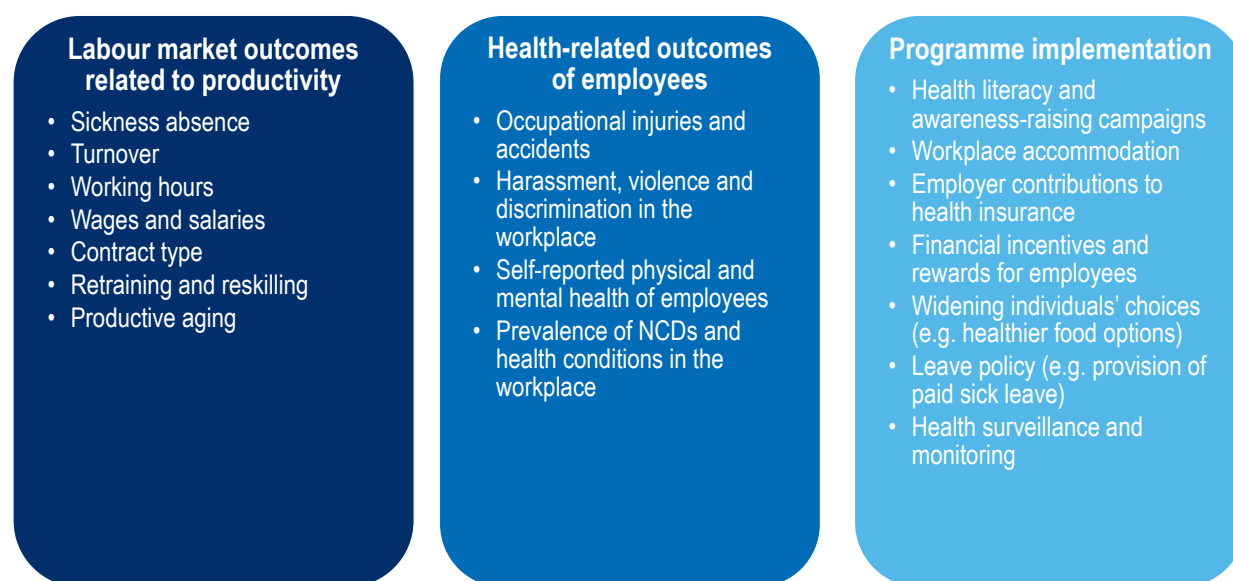 Labour market outcomes
related to productivity
• Sickness absence
• Turnover
• Working hours
• Wages and salaries
• Contract type
• Retraining and reskilling
• Productive aging
Health-related outcomes
of employees
• Occupational injuries and
accidents
• Harassment, violence and
discrimination in the
workplace
• Self-reported physical and
mental health of employees
• Prevalence of NCDs and
health conditions in the
workplace
Programme implementation
• Health literacy and
awareness-raising campaigns
• Workplace accommodation
• Employer contributions to
health insurance
• Financial incentives and
rewards for employees
• Widening individuals’ choices
(e.g. healthier food options)
• Leave policy (e.g. provision of
paid sick leave)
• Health surveillance and
monitoring